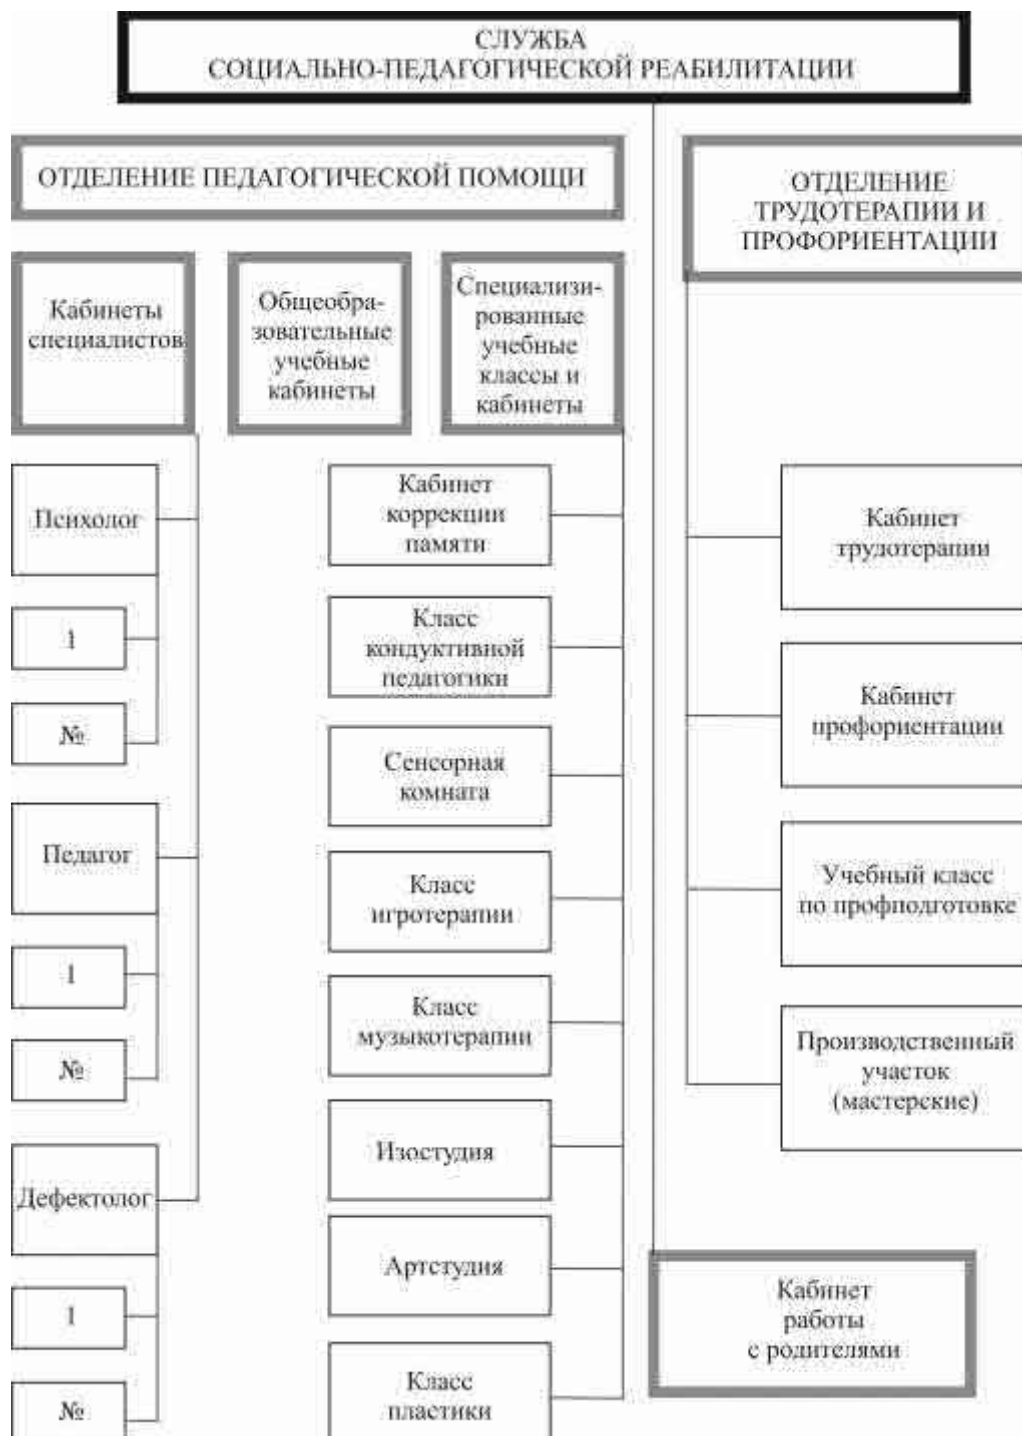 СЛУЖБА
СОЦИАЛЬНО-ПЕДАГОГИЧЕСКОЙ РЕАБИЛИТАЦИИ
ОТДЕЛЕНИЕ ПЕДАГОГИЧЕСКОЙ ПОМОЩИ
ОТДЕЛЕНИЕ
ТРУДОТЕРАПИИ И
ПРОФОРИЕНТАЦИИ
Кабинеты
специалистов
Общеобра-
зовательные
учебные
кабинеты
Специализи-
рованные
учебные
классы и
кабинеты
Психолог
1
№
Педагог
1
№
Дефектолог
1
№
Кабинет
коррекции
памяти
Класс
кондуктивной
педагогики
Сенсорная
комната
Класс
игротерапии
Класс
музыкотерапии
Изостудия
Артстудия
Класс
пластики
Кабинет
трудотерапии
Кабинет
профориентации
Учебный класс
по профподготовке
Производственный
участок
(мастерские)
Кабинет
работы
с родителями